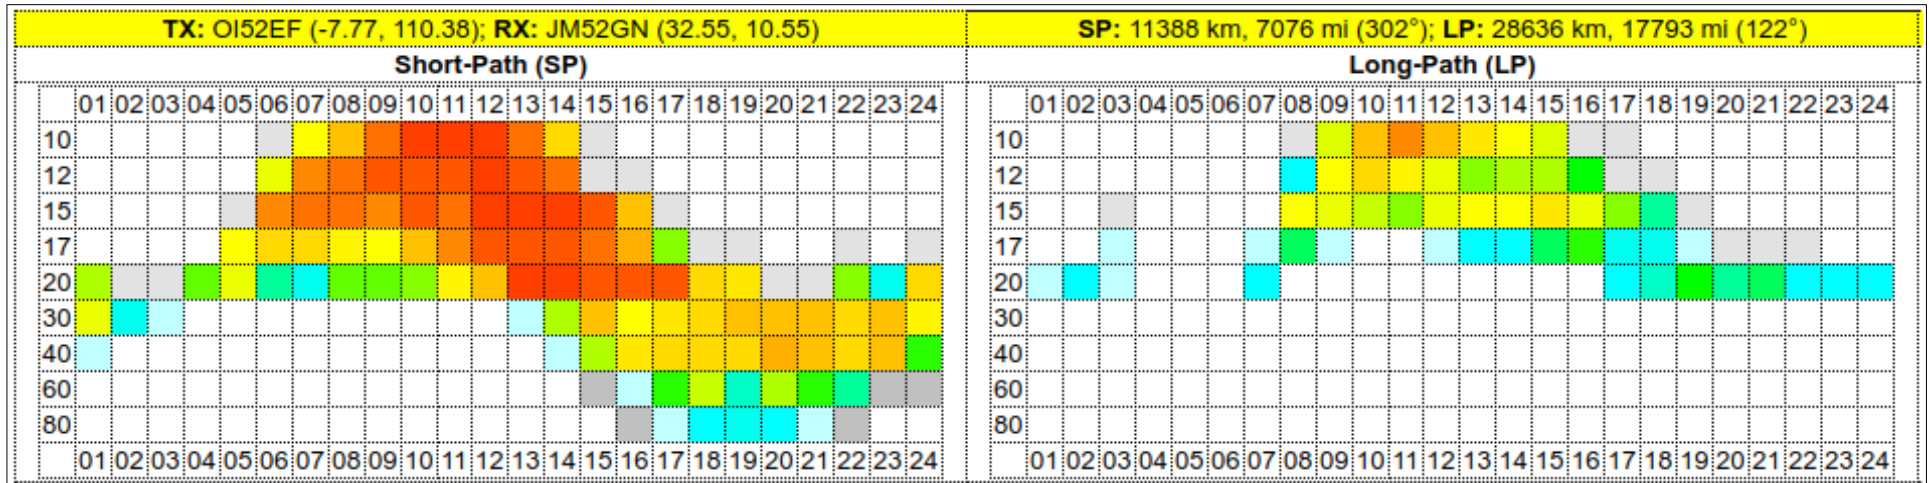 TX: OI52EF (-7.77, 110.38); RX: JM52GN (32.55, 10.55)
SP: 11388 km, 7076 mi (302°); LP: 28636 km, 17793 mi (122°)
Short-Path (SP)
Long-Path (LP)
01 02 03 04 05 06 07 08 09 10 11 12 13 14 15 16 17 18 19 20 21 22 23 24
10
12
15
17
20
30
40
60
80
01 02 03 04 05 06 07 08 09 10 11 12 13 14 15 16 17 18 19 20 21 22 23 24
01 02 03 04 05 06 07 08 09 10 11 12 13 14 15 16 17 18 19 20 21 22 23 24
10
12
15
17
20
30
40
60
80
01 02 03 04 05 06 07 08 09 10 11 12 13 14 15 16 17 18 19 20 21 22 23 24